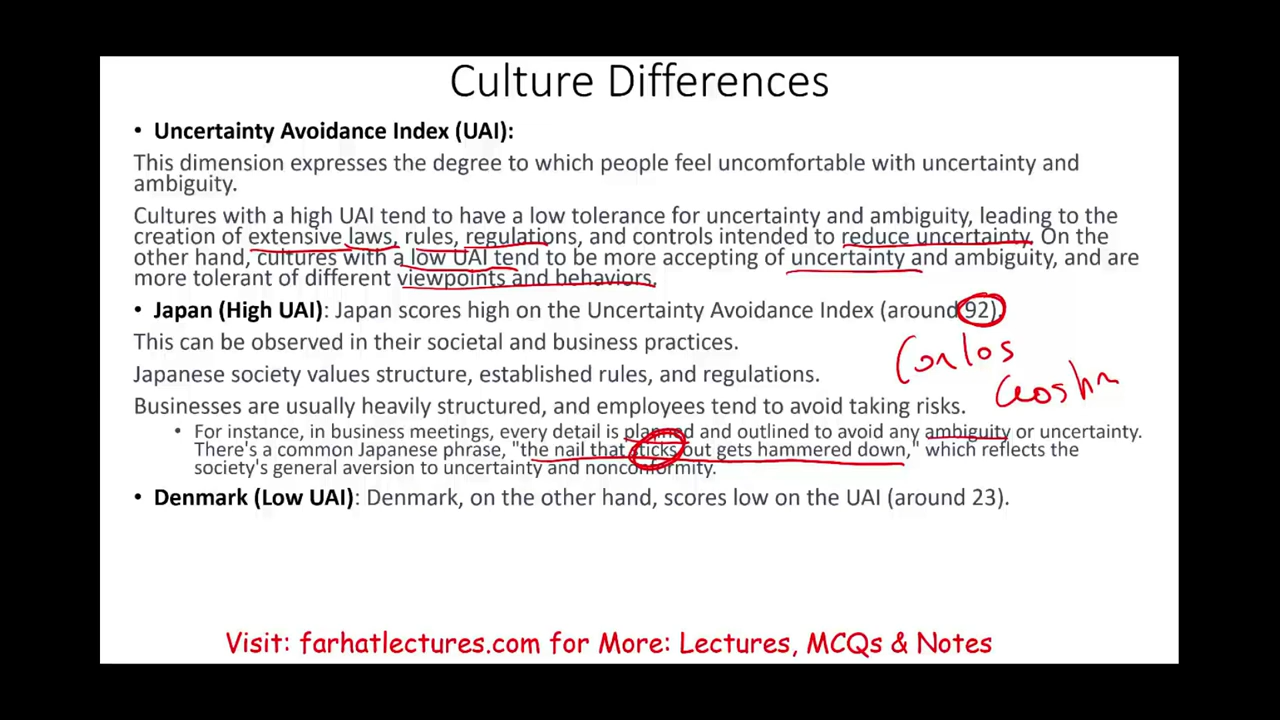 Culture Differences
• Uncertainty Avoidance Index (UAI):
This dimension expresses the degree to which people feel uncomfortable with uncertainty and
ambiguity.
Cultures with a high UAI tend to have a low tolerance for uncertainty and ambiguity, leading to the
creation of extensive laws, rules, regulations, and controls intended to reduce uncertainty. On the
other hand, cultures with a low UAI tend to be more accepting of uncertainty and ambiguity, and are
more tolerant of different viewpoints and behaviors.
• Japan (High UAI): Japan scores high on the Uncertainty Avoidance Index (around 92).
This can be observed in their societal and business practices.
Carlos
Japanese society values structure, established rules, and regulations.
Businesses are usually heavily structured, and employees tend to avoid taking risks.
• For instance, in business meetings, every detail is planned and outlined to avoid any ambiguity or uncertainty.
There's a common Japanese phrase, "the nail that sticks out gets hammered down," which reflects the
society's general aversion to uncertainty and nonconformity.
• Denmark (Low UAI): Denmark, on the other hand, scores low on the UAI (around 23).
Visit: farhatlectures.com for More: Lectures, MCQs & Notes